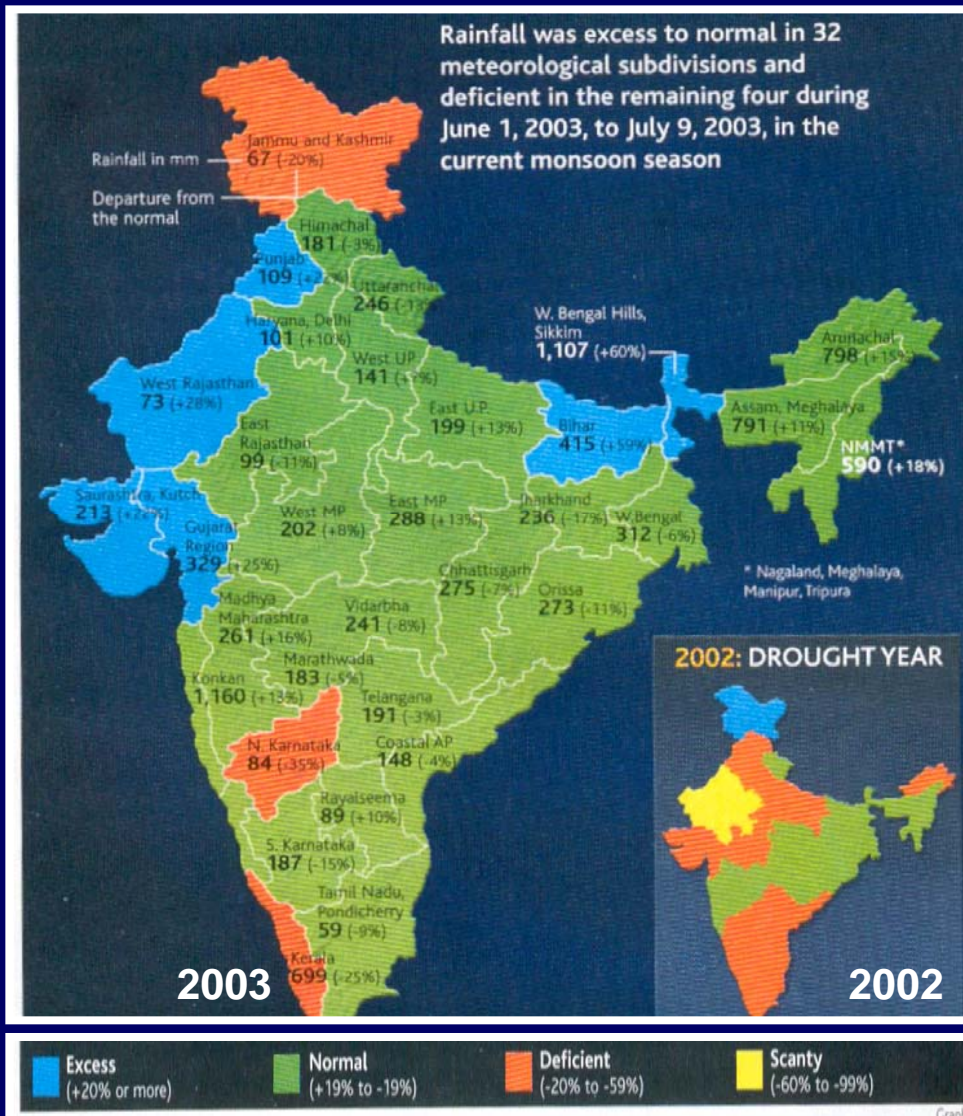 Rainfall was excess to normal in 32
meteorological subdivisions and
deficient in the remaining four during
June 1, 2003, to July 9, 2003, in the
current monsoon season
Rainfall in mm
Departure from
the normal
Jammu and Kashmir
67 (-20%)
Himachal
181 (-3%)
Punjab
109
Uttaranchal
246 (-13%
Haryana, Delhi
101 (+10%)
West UP
141
W. Bengal Hills,
Sikkim
1,107 (+60%)
Arunachal
798 (+15%
West Rajasthan
73 (+28%)
East U.P.
199 (+13%)
Bihar
415 (+59%)
Assam, Meghalaya
791 (+11%)
NMMT*
590 (+18%)
East
Rajasthan
99 (-11%)
Saurashtra, Kutch
213
Gujarat
Region
329 (+25%)
West MP
202 (+8%)
East MP
288 (+13%)
Jharkhand
236 (-17%)
W.Bengal
312 (-6%)
Chhattisgarh
275 (-7%)
Orissa
273 (-11%)
* Nagaland, Meghalaya,
Manipur, Tripura
Madhya
Maharashtra
261 (+16%)
Vidarbha
241 (-8%)
Marathwada
183 (-5%)
Konkan
1,160 (+13%)
Telangana
191 (-3%)
N. Karnataka
84 (-35%)
Coastal AP
148 (-4%)
Rayalseema
89 (+10%)
S. Karnataka
187 (-15%)
Tamil Nadu,
Pondicherry
59 (-9%)
Kerala
699 (-25%)
2003
2002: DROUGHT YEAR
2002
Excess
(+20% or more)
Normal
(+19% to -19%)
Deficient
(-20% to -59%)
Scanty
(-60% to -99%)